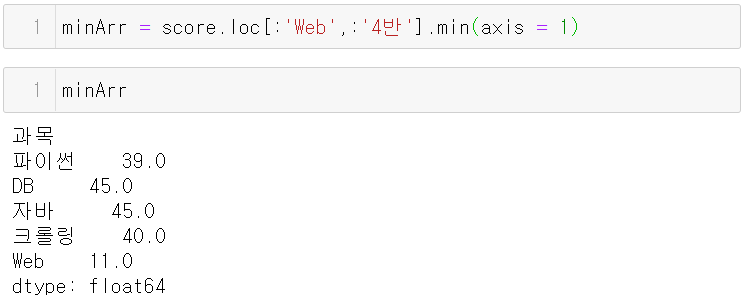 1 minArr = score.loc[:'Web',:'4반'].min(axis = 1)
1 minArr
과목
파이썬    39.0
DB     45.0
자바     45.0
크롤링    40.0
Web    11.0
dtype: float64